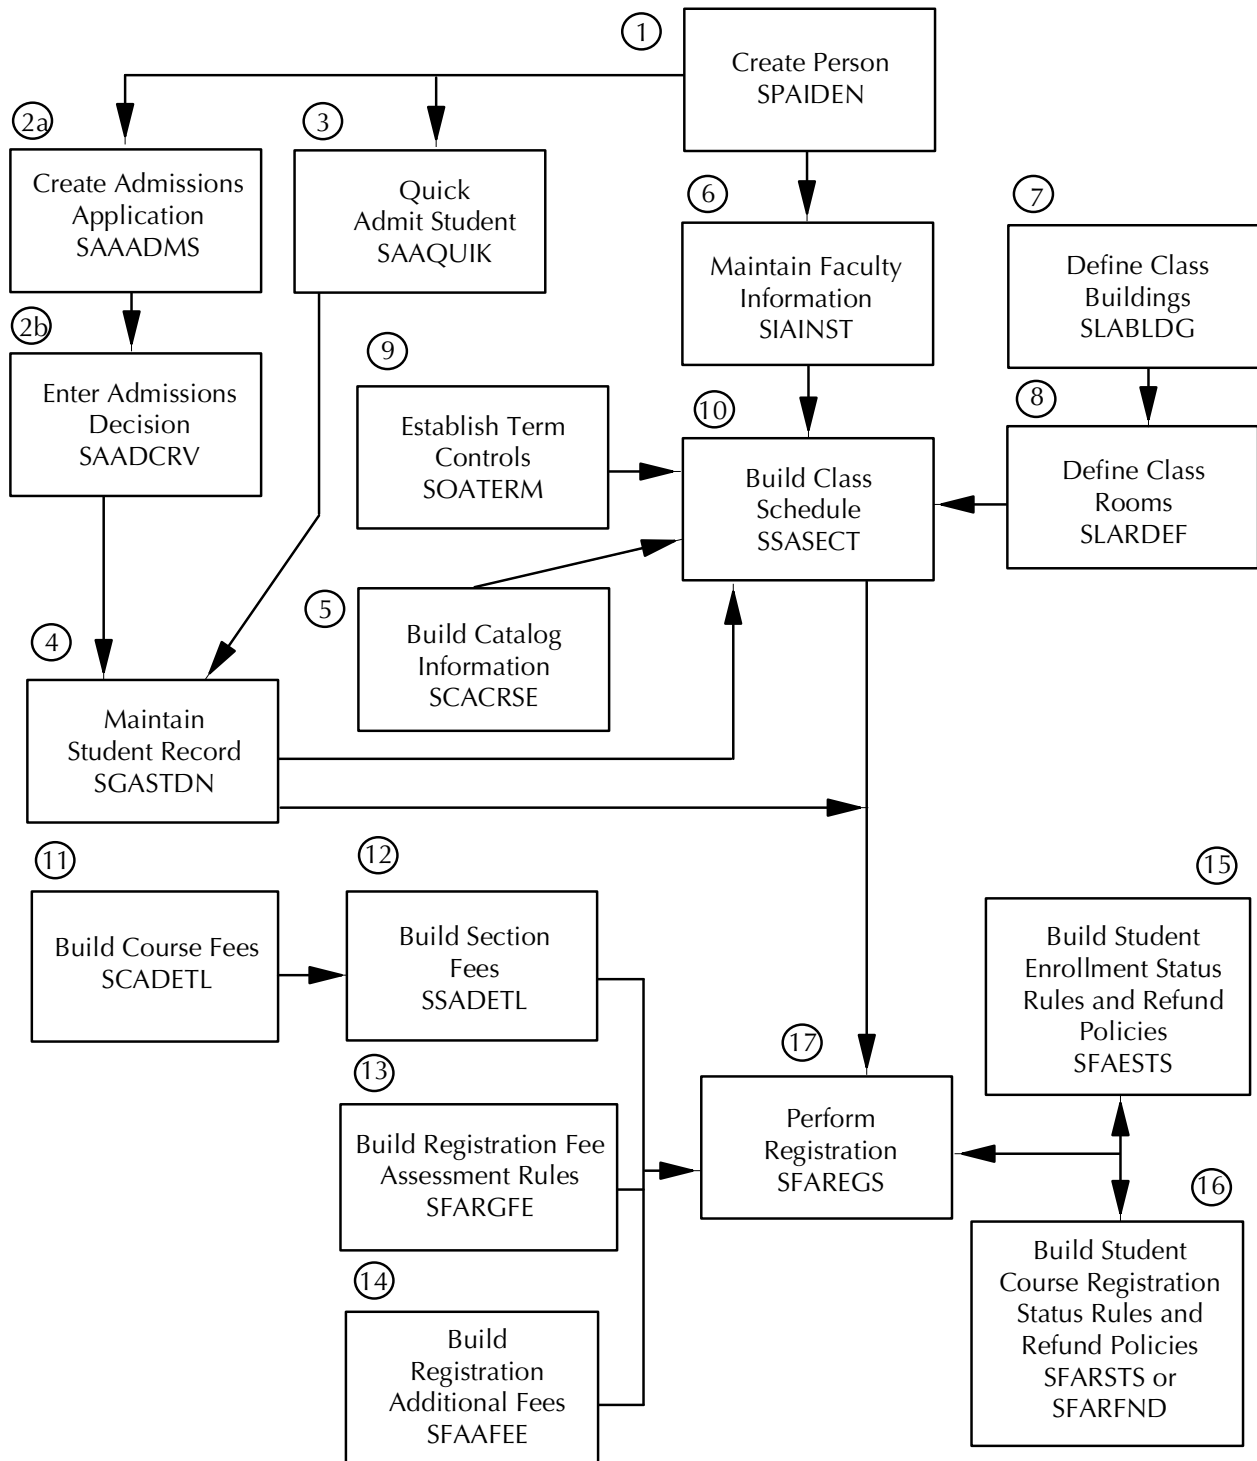 1
Create Person
SPAIDEN
2a
Create Admissions
Application
SAAADMS
3
Quick
Admit Student
SAAQUIK
6
Maintain Faculty
Information
SIAINST
7
Define Class
Buildings
SLABLDG
2b
Enter Admissions
Decision
SAADCRV
9
Establish Term
Controls
SOATERM
10
Build Class
Schedule
SSASECT
8
Define Class
Rooms
SLARDEF
5
Build Catalog
Information
SCACRSE
4
Maintain
Student Record
SGASTDN
11
Build Course Fees
SCADETL
12
Build Section
Fees
SSADETL
15
Build Student
Enrollment Status
Rules and Refund
Policies
SFAESTS
13
Build Registration Fee
Assessment Rules
SFARGFE
17
Perform
Registration
SFAREGS
16
Build Student
Course Registration
Status Rules and
Refund Policies
SFARSTS or
SFARFND
14
Build
Registration
Additional Fees
SFAAFEE